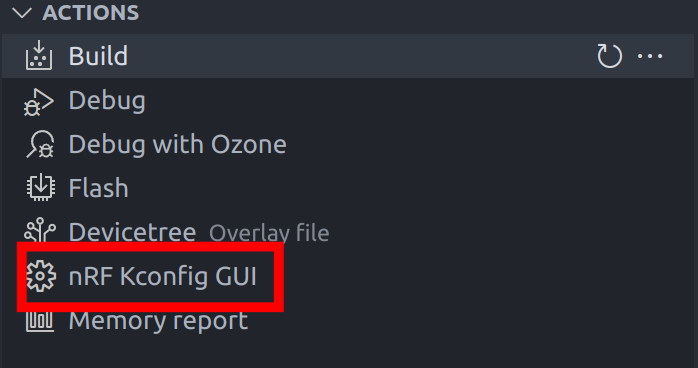 ACTIONS
Build
Debug
Debug with Ozone
Flash
Devicetree Overlay file
nRF Kconfig GUI
Memory report